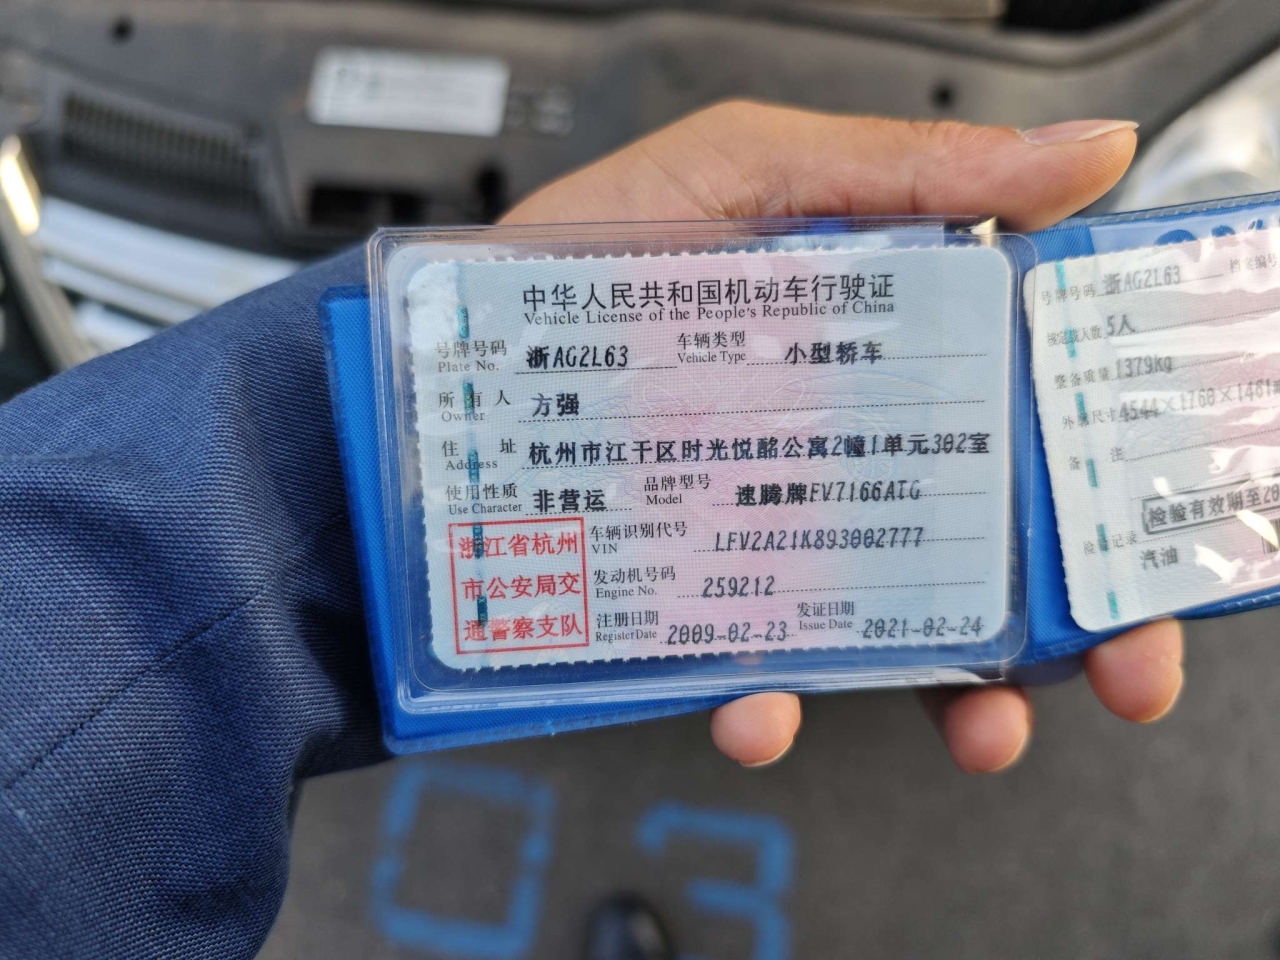 中华人民共和国机动车行驶证
Vehicle License of the People's Republic of China
号牌号码 浙AG2L63 车辆类型 小型轿车
Plate No. Vehicle Type
所有人 方强
Owner
住址 杭州市江干区时光悦酩公寓2幢1单元302室
Address
使用性质 非营运 品牌型号 速腾牌FV7166ATG
Use Character Model
浙江省杭州
市公安局交
通警察支队
车辆识别代号 LFV2A21K893002777
VIN
发动机号码 259212
Engine No.
注册日期 2009-02-23 发证日期 2021-02-24
Register Date Issue Date
号牌号码 浙AG2L63 档案编号
核定载人数 5人
整备质量 1379kg
外廓尺寸 4544×1760×1461
备注
检验有效期至20
检验记录
汽油